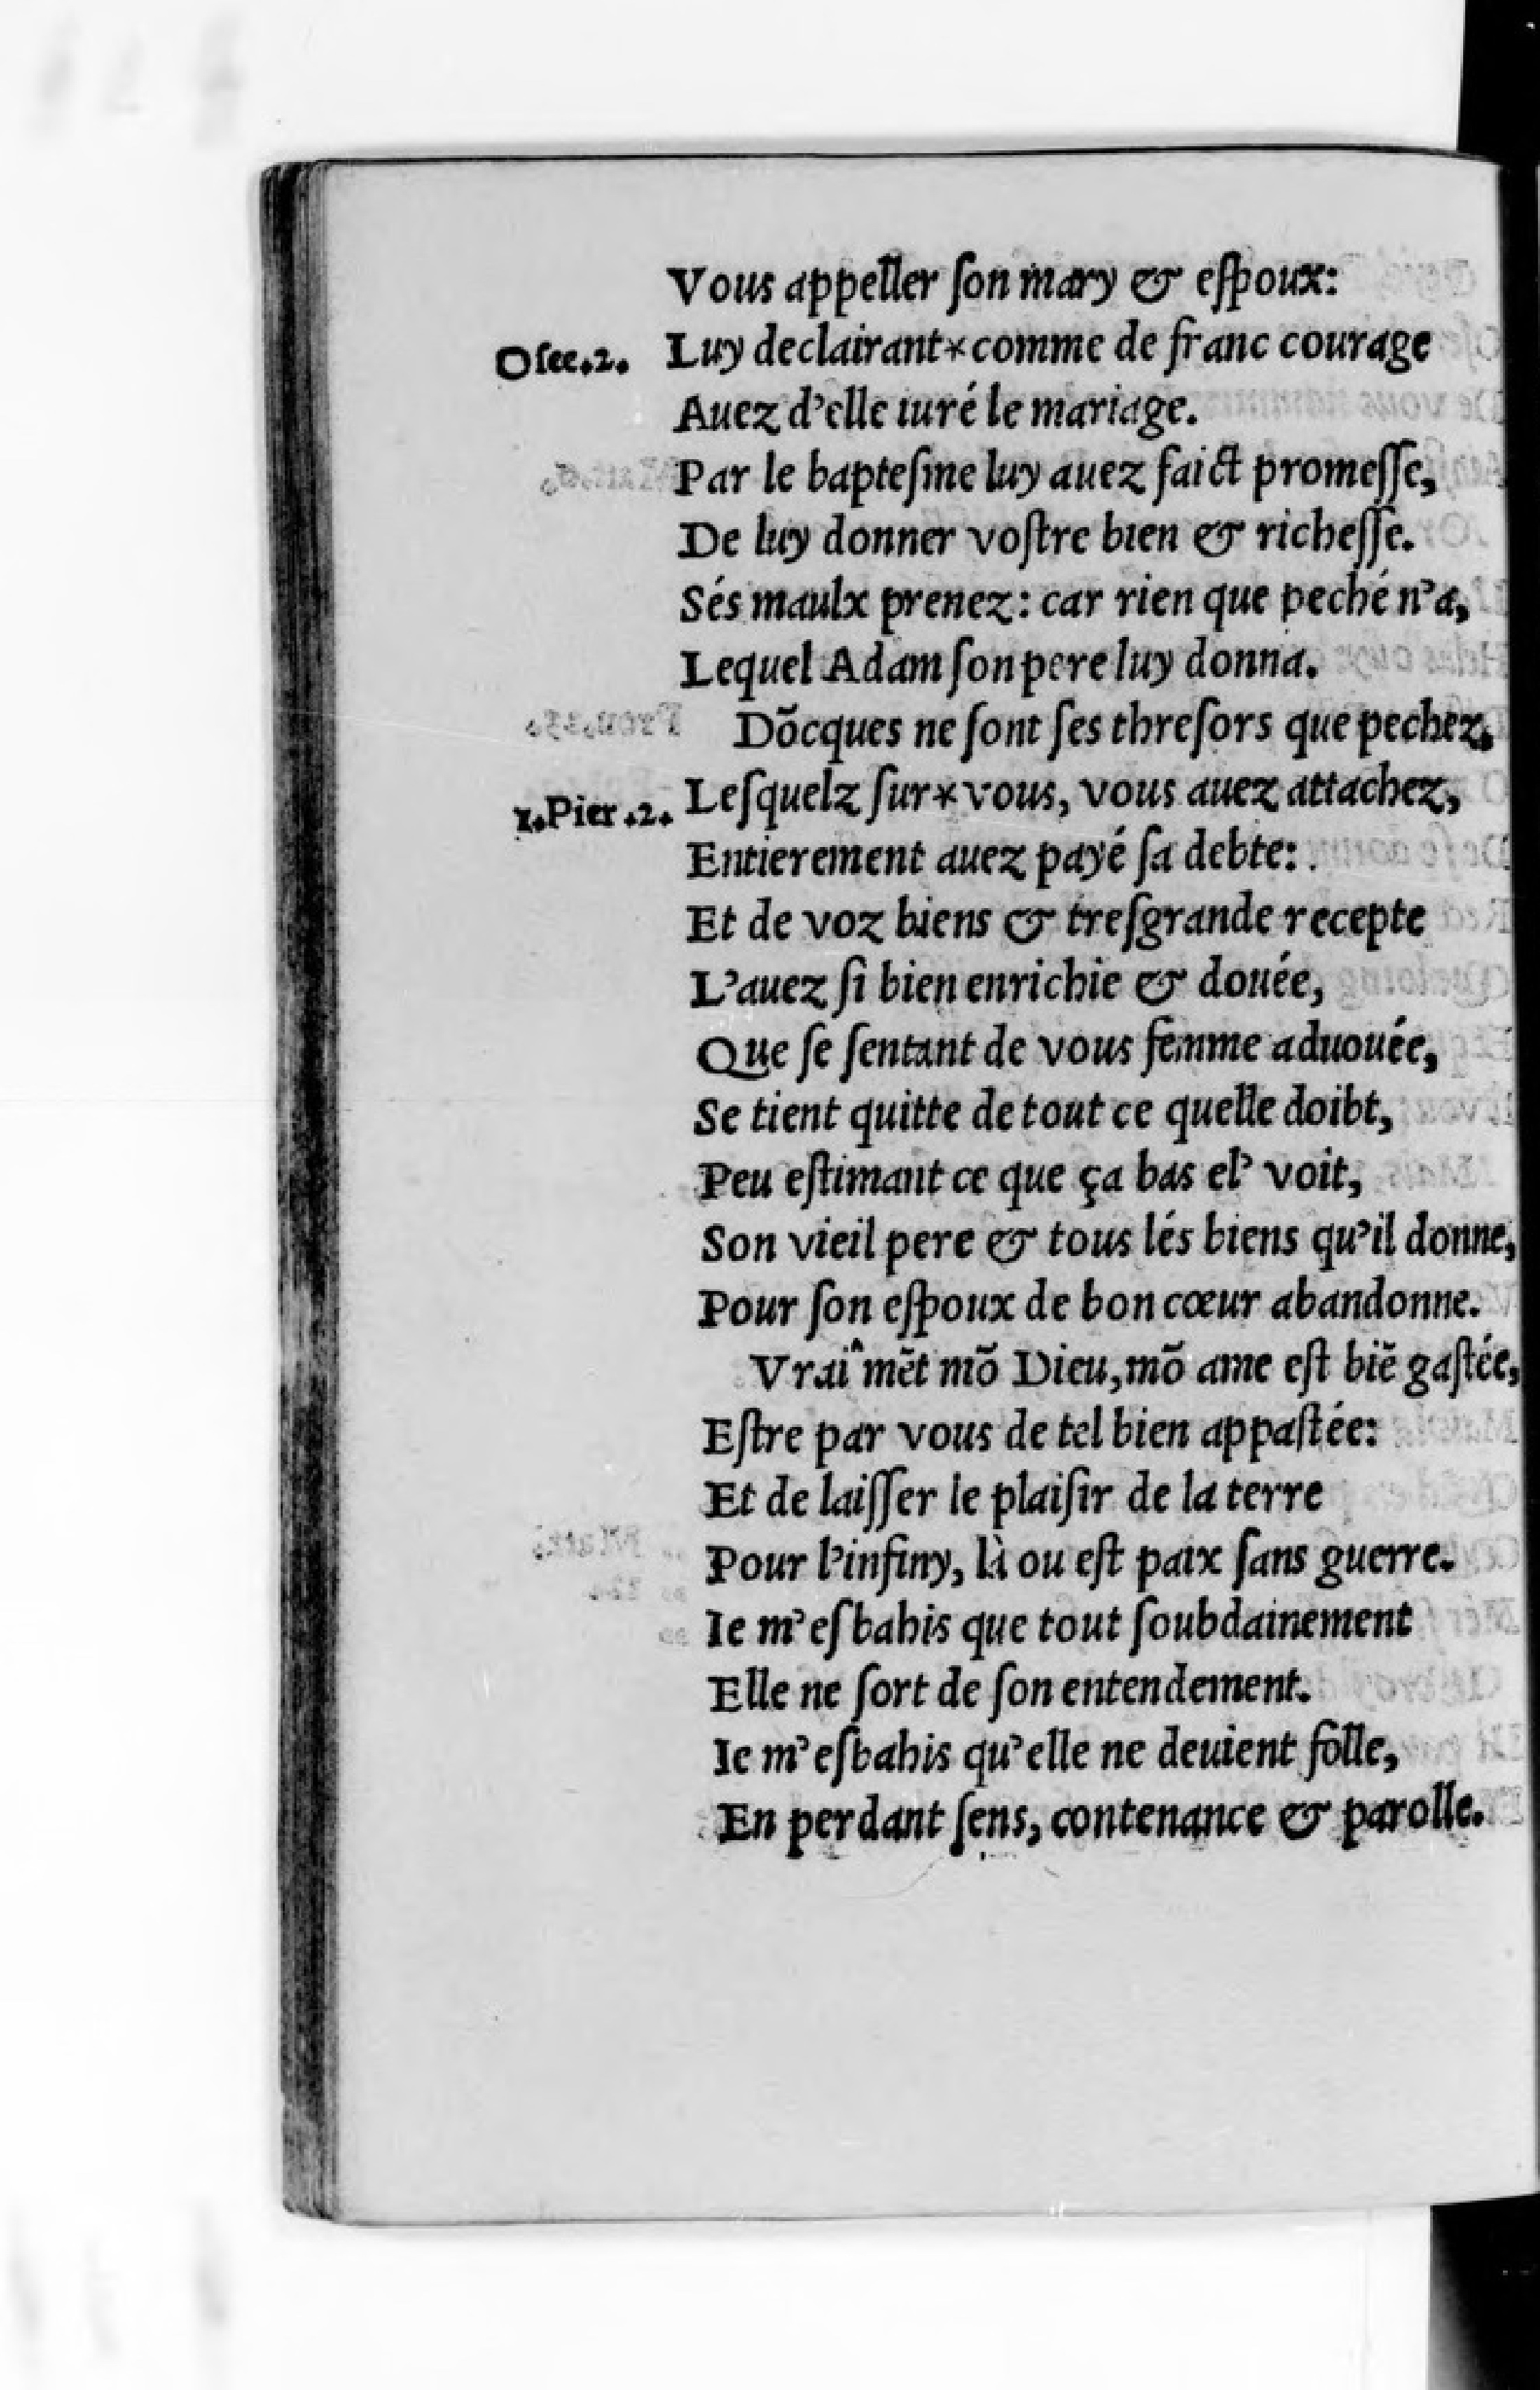 Vous appeller ſon mary & eſpoux:
Oſee.2. Luy declairant*comme de franc courage
Auez d'elle iuré le mariage.
Par le bapteſme luy auez faict promeſſe,
De luy donner voſtre bien & richeſſe.
Sés maulx prenez: car rien que peché n'a,
Lequel Adam ſon pere luy donna.
Dõcques ne ſont ſes threſors que pechez,
1.Pier.2. Leſquelz ſur*vous, vous auez attachez,
Entierement auez payé ſa debte:
Et de voz biens & treſgrande recepte
L'auez ſi bien enrichie & douée,
Que ſe ſentant de vous femme aduouée,
Se tient quitte de tout ce quelle doibt,
Peu eſtimant ce que ça bas el' voit,
Son vieil pere & tous lés biens qu'il donne,
Pour ſon eſpoux de bon cœur abandonne.
Vrai^mẽt mõ Dieu, mõ ame eſt biẽ gaſtée,
Eſtre par vous de tel bien appaſtée:
Et de laiſſer le plaiſir de la terre
Pour l'infiny, là ou eſt paix ſans guerre.
Ie m'eſbahis que tout ſoubdainement
Elle ne ſort de ſon entendement.
Ie m'eſbahis qu'elle ne deuient folle,
En perdant ſens, contenance & parolle.